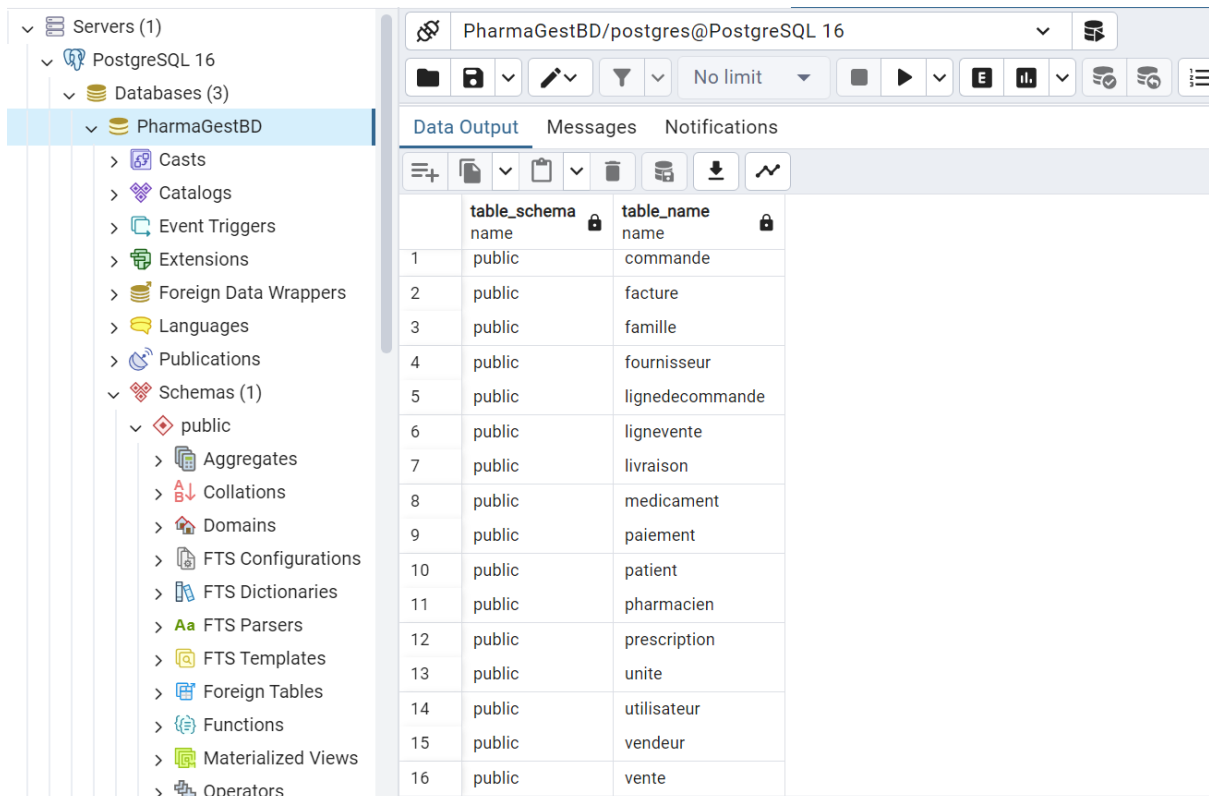 Servers (1)
PostgreSQL 16
Databases (3)
PharmaGestBD
Casts
Catalogs
Event Triggers
Extensions
Foreign Data Wrappers
Languages
Publications
Schemas (1)
public
Aggregates
Collations
Domains
FTS Configurations
FTS Dictionaries
Aa FTS Parsers
FTS Templates
Foreign Tables
Functions
Materialized Views
Operators
PharmaGestBD/postgres@PostgreSQL 16
No limit
E
Data Output Messages Notifications
table_schema table_name
name name
1 public commande
2 public facture
3 public famille
4 public fournisseur
5 public lignedecommande
6 public lignevente
7 public livraison
8 public medicament
9 public paiement
10 public patient
11 public pharmacien
12 public prescription
13 public unite
14 public utilisateur
15 public vendeur
16 public vente